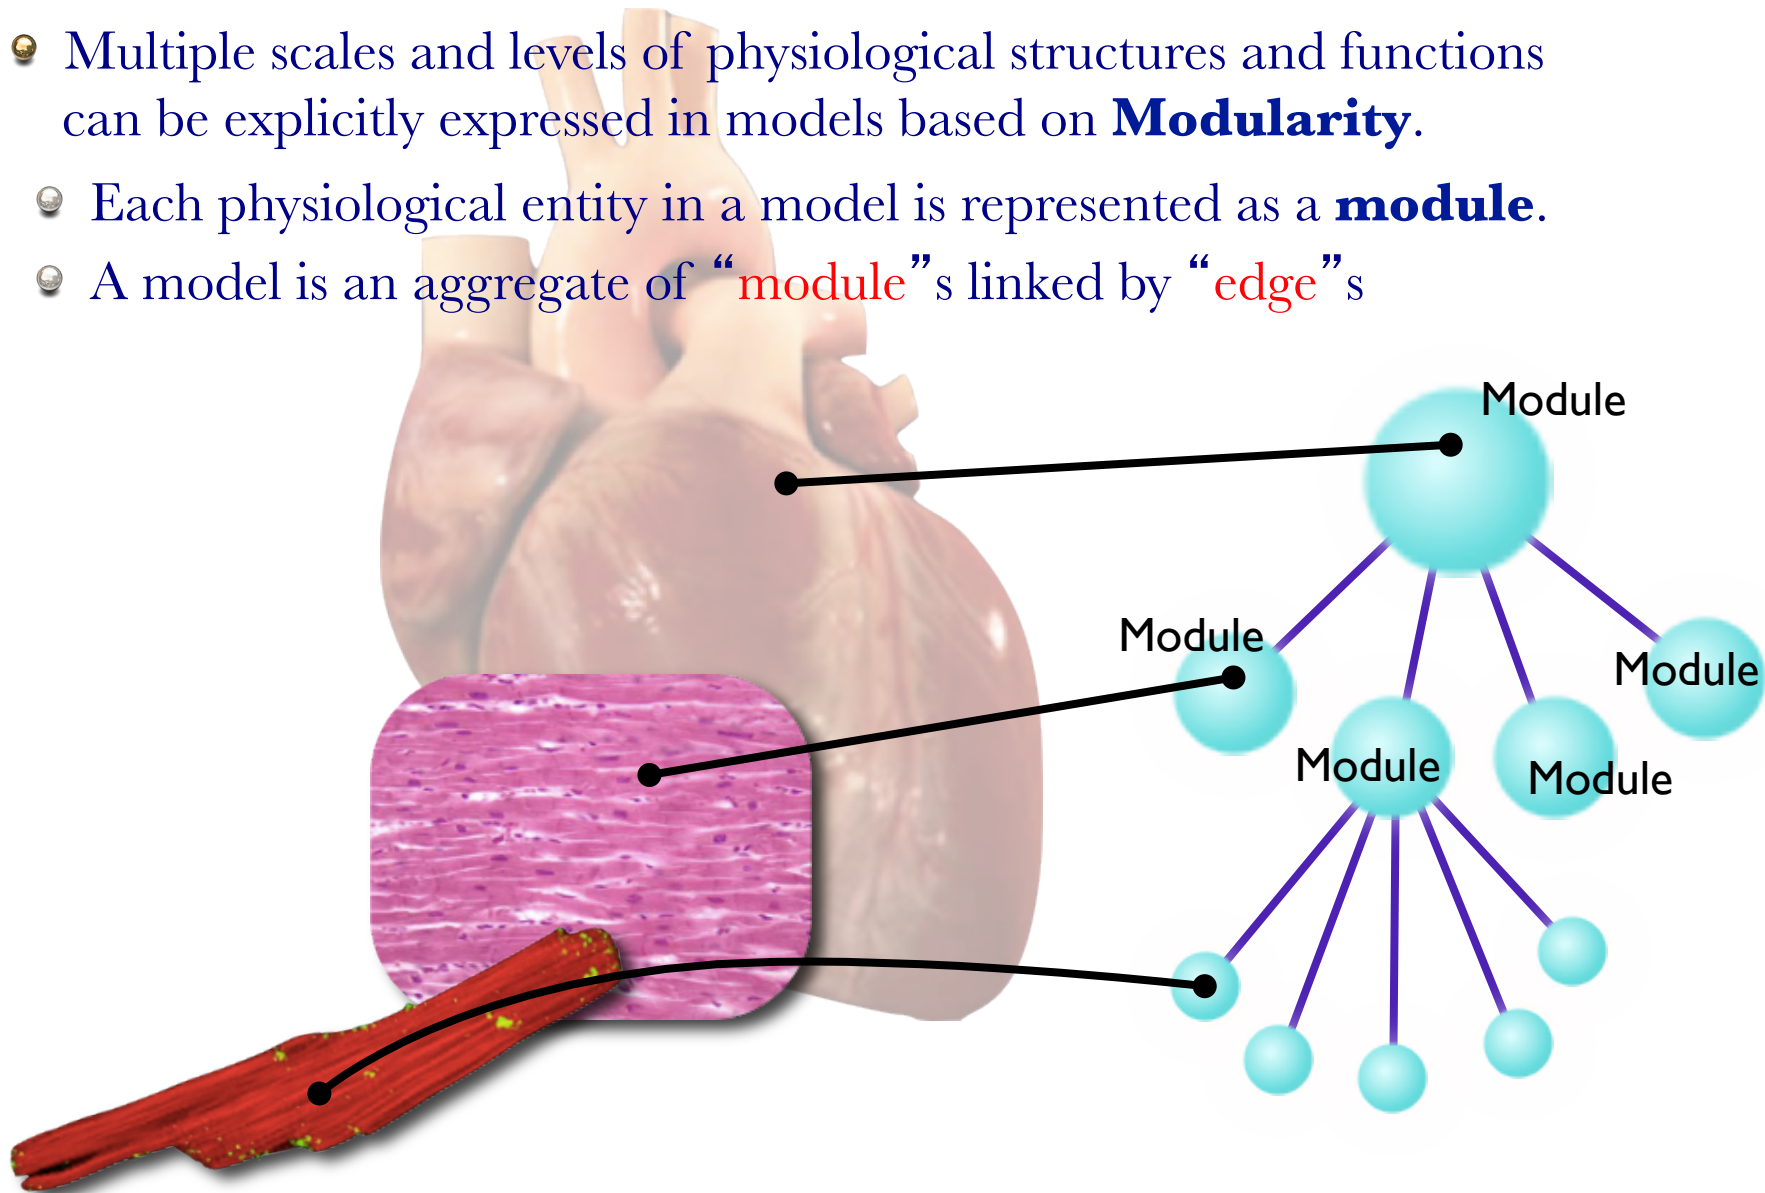 Multiple scales and levels of physiological structures and functions
can be explicitly expressed in models based on Modularity.
Each physiological entity in a model is represented as a module.
A model is an aggregate of “module”s linked by “edge”s
Module
Module
Module
Module
Module